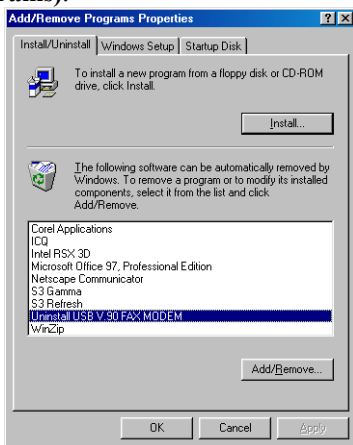 rams).
Add/Remove Programs Properties
Install/Uninstall Windows Setup Startup Disk
To install a new program from a floppy disk or CD-ROM
drive, click Install.
Install...
The following software can be automatically removed by
Windows. To remove a program or to modify its installed
components, select it from the list and click
Add/Remove.
Corel Applications
ICQ
Intel RSX 3D
Microsoft Office 97, Professional Edition
Netscape Communicator
S3 Gamma
S3 Refresh
Uninstall USB V.90 FAX MODEM
WinZip
Add/Remove...
OK Cancel Apply